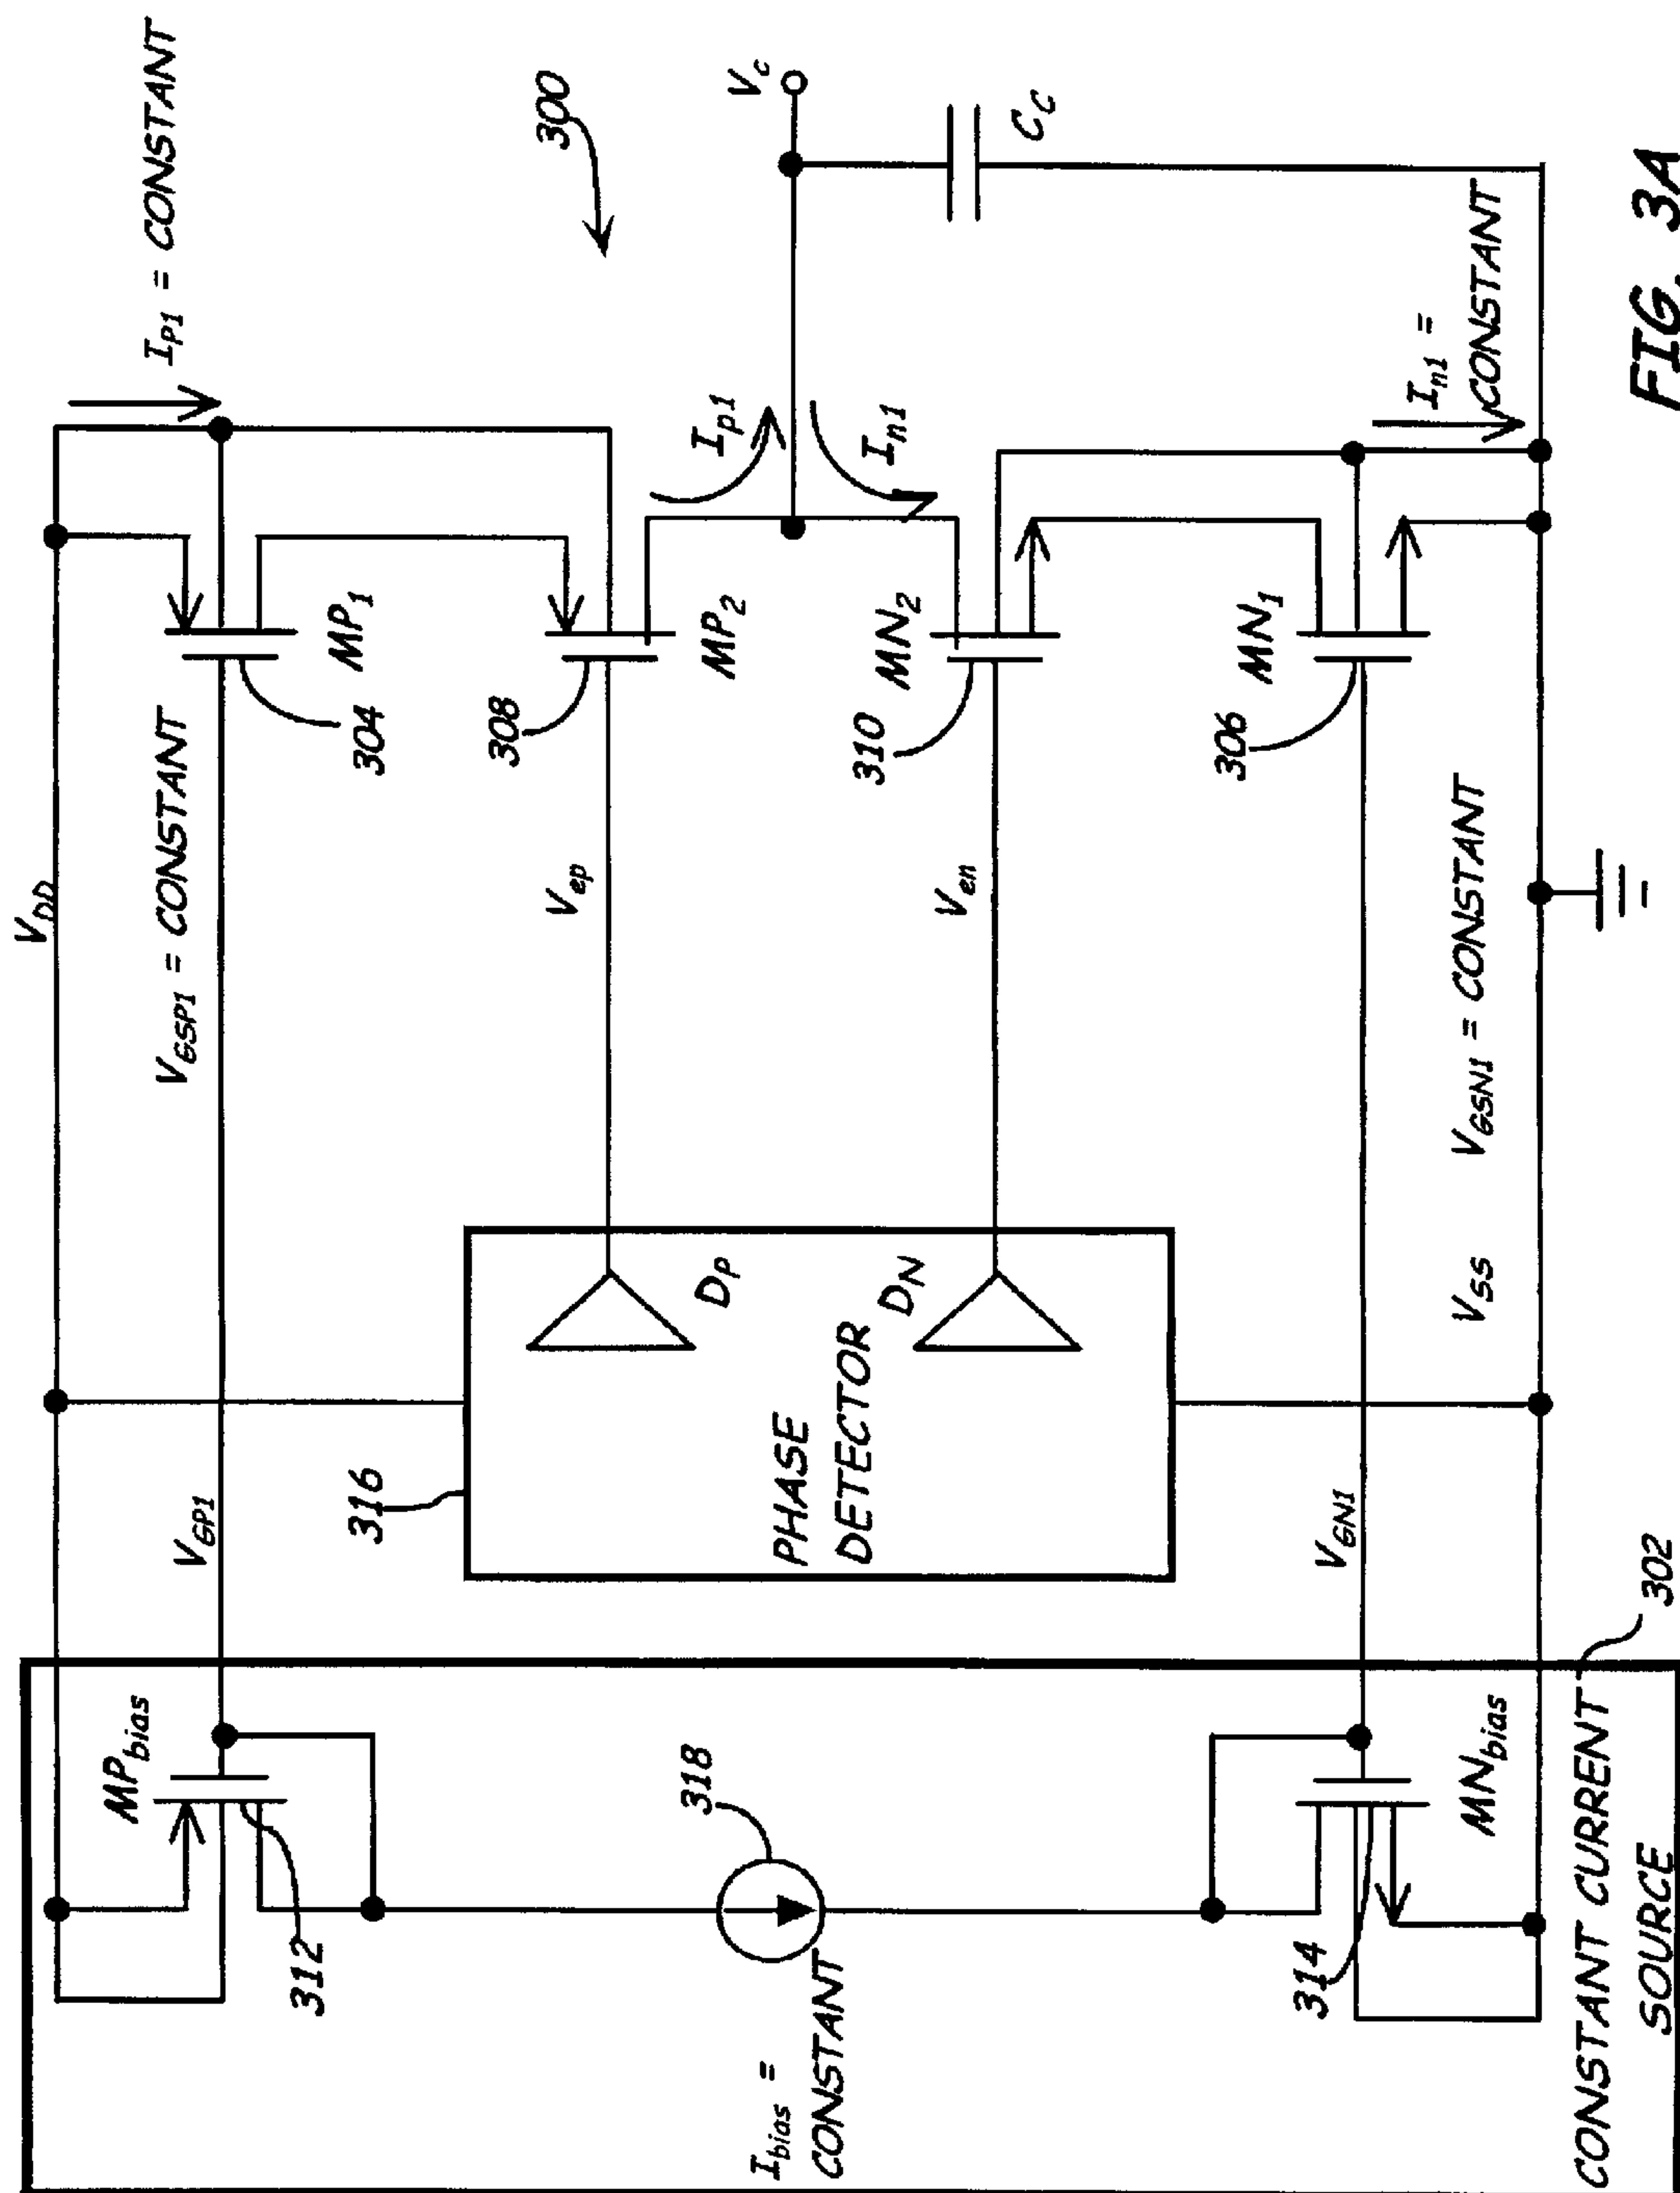 V_DD
I_P1 = CONSTANT
V_GSP1 = CONSTANT
V_GP1
MP_bias
312
304
MP_1
308
MP_2
V_ep
316
PHASE
DETECTOR
D_P
D_N
I_p1
I_n1
300
V_c
C_C
318
I_bias =
CONSTANT
V_en
310
MN_2
306
MN_1
I_n1 =
CONSTANT
314
MN_bias
V_GN1
V_SS
V_GSN1 = CONSTANT
CONSTANT CURRENT
SOURCE
302
FIG. 3A